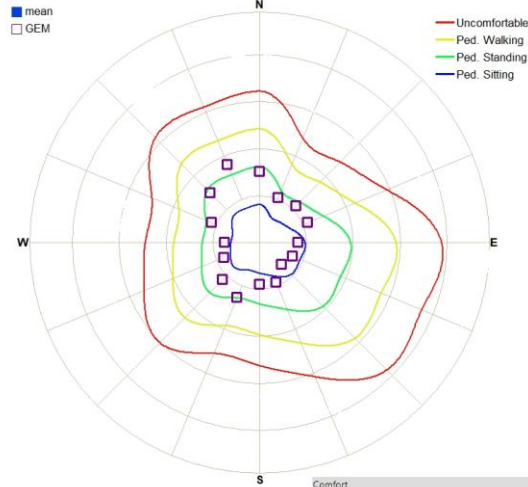 mean
GEM
N
Uncomfortable
Ped. Walking
Ped. Standing
Ped. Sitting
W
E
S
Comfort